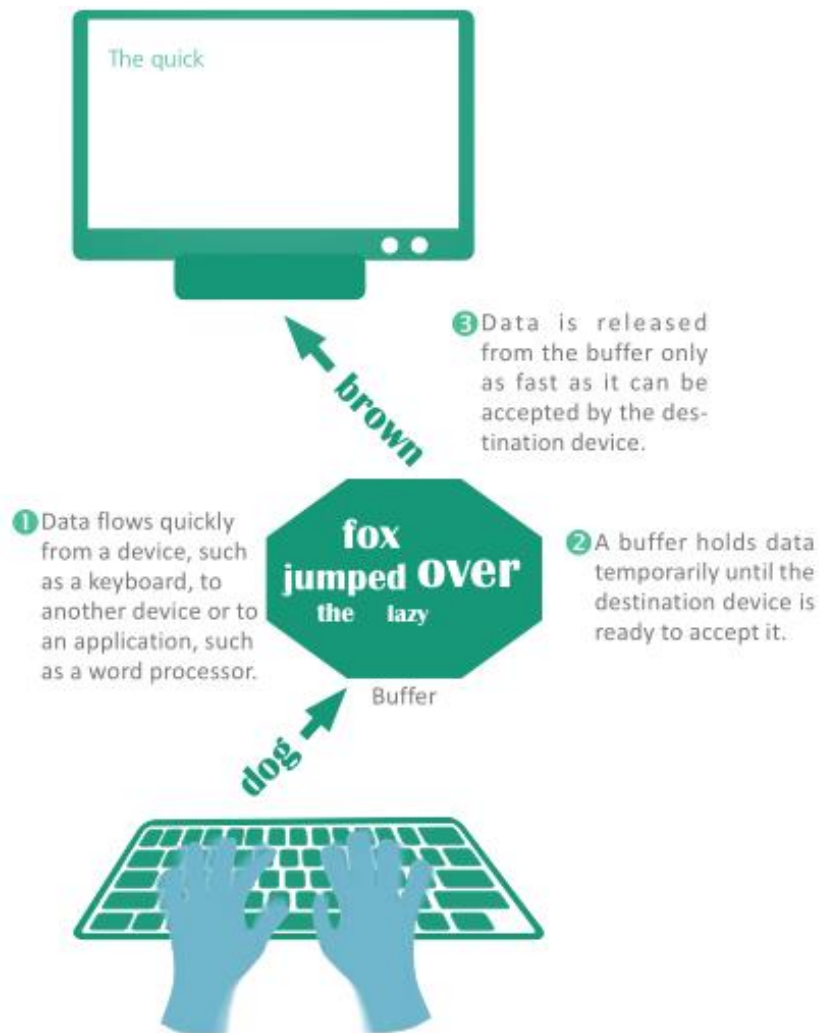 The quick
❸ Data is released
from the buffer only
as fast as it can be
accepted by the des-
tination device.
brown
❶ Data flows quickly
from a device, such
as a keyboard, to
another device or to
an application, such
as a word processor.
fox
jumped over
the lazy
❷ A buffer holds data
temporarily until the
destination device is
ready to accept it.
Buffer
dog